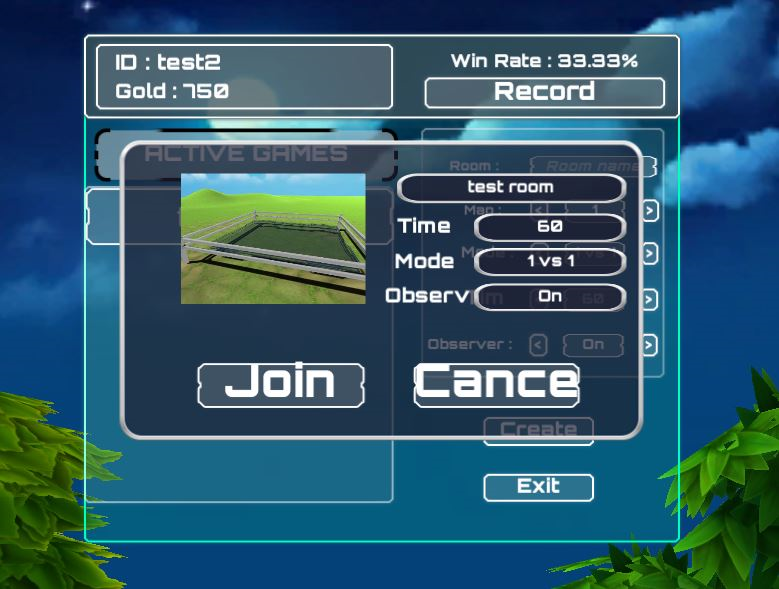 ID : test2
Gold : 750
Win Rate : 33.33%
Record
ACTIVE GAMES
Room :
Room name
test room
Map :
<
1
>
Time
60
Mode
1 vs 1
>
Observ
On
<
60
>
Observer :
<
On
>
Join
Cance
Create
Exit